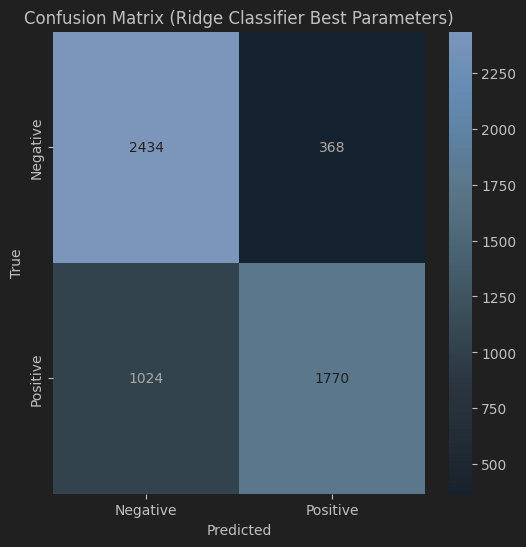 Confusion Matrix (Ridge Classifier Best Parameters)
True
Negative
Positive
2434
368
1024
1770
Negative
Positive
Predicted
2250
2000
1750
1500
1250
1000
750
500